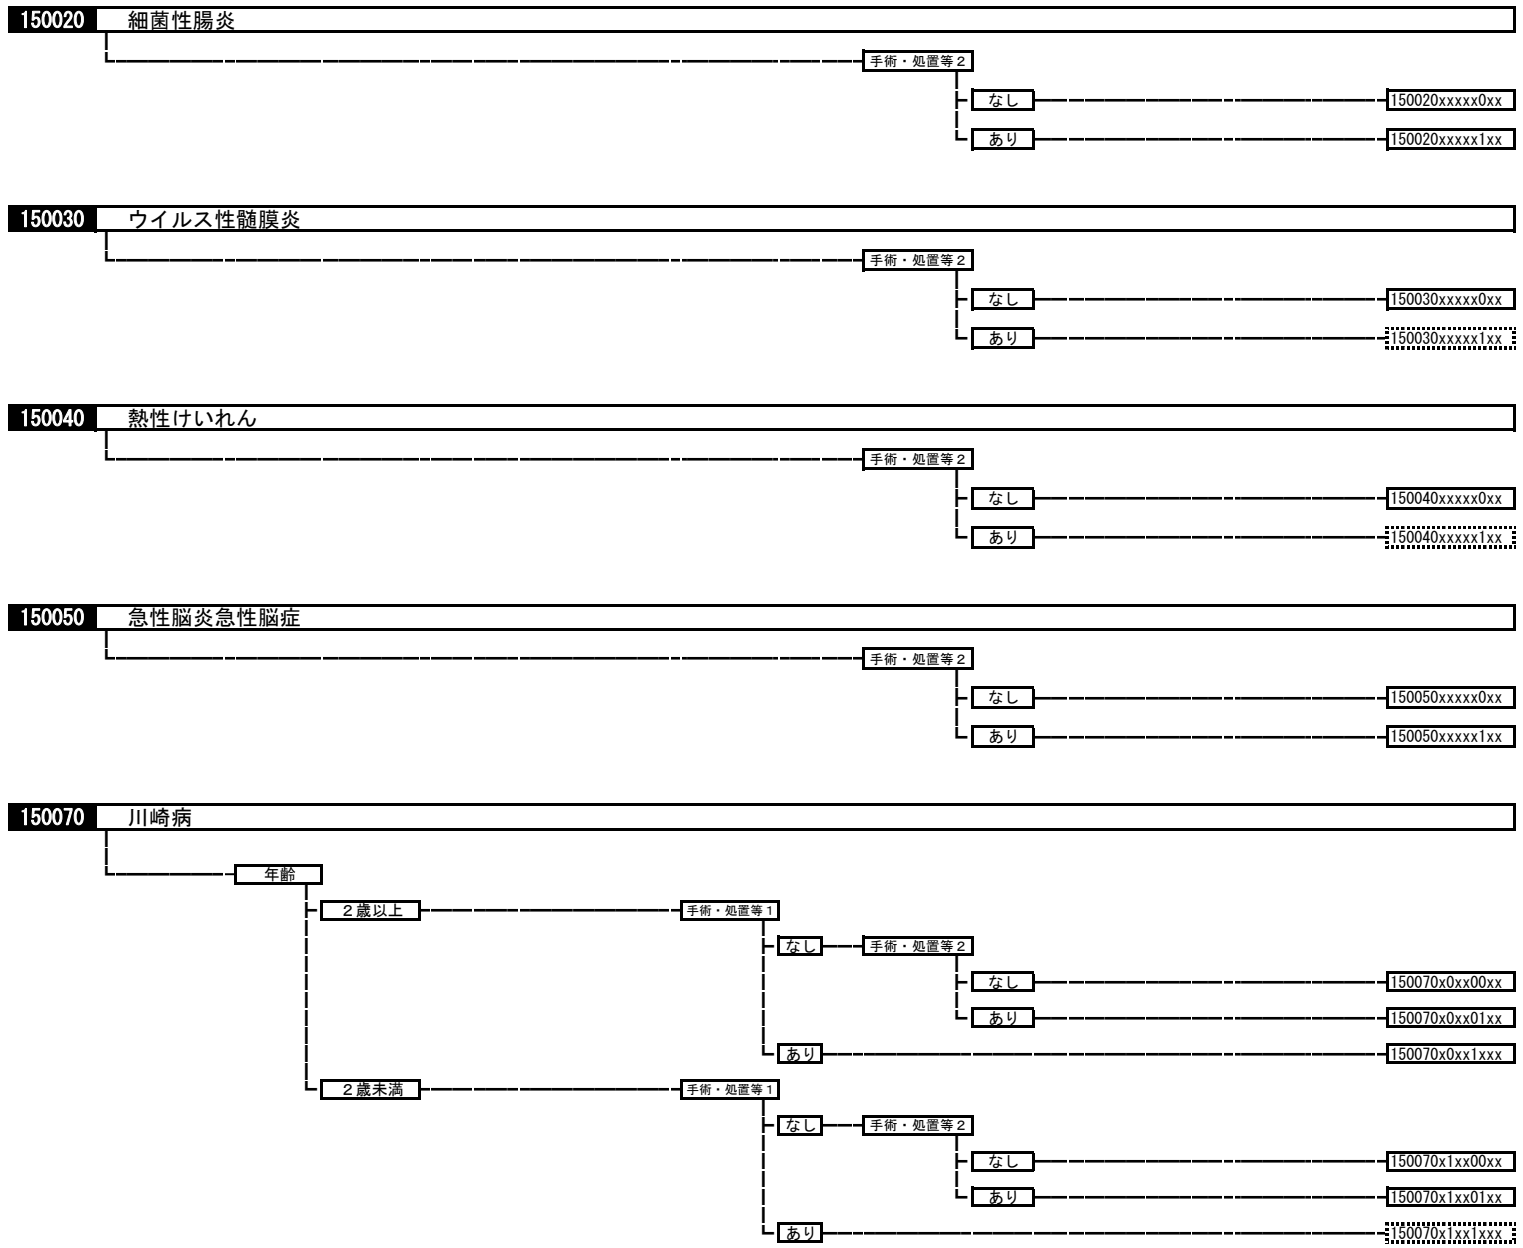 150020 細菌性腸炎
手術・処置等２
なし 150020xxxxx0xx
あり 150020xxxxx1xx
150030 ウイルス性髄膜炎
手術・処置等２
なし 150030xxxxx0xx
あり 150030xxxxx1xx
150040 熱性けいれん
手術・処置等２
なし 150040xxxxx0xx
あり 150040xxxxx1xx
150050 急性脳炎急性脳症
手術・処置等２
なし 150050xxxxx0xx
あり 150050xxxxx1xx
150070 川崎病
年齢
２歳以上 手術・処置等１
なし 手術・処置等２
なし 150070x0xx00xx
あり 150070x0xx01xx
あり 150070x0xx1xxx
２歳未満 手術・処置等１
なし 手術・処置等２
なし 150070x1xx00xx
あり 150070x1xx01xx
あり 150070x1xx1xxx